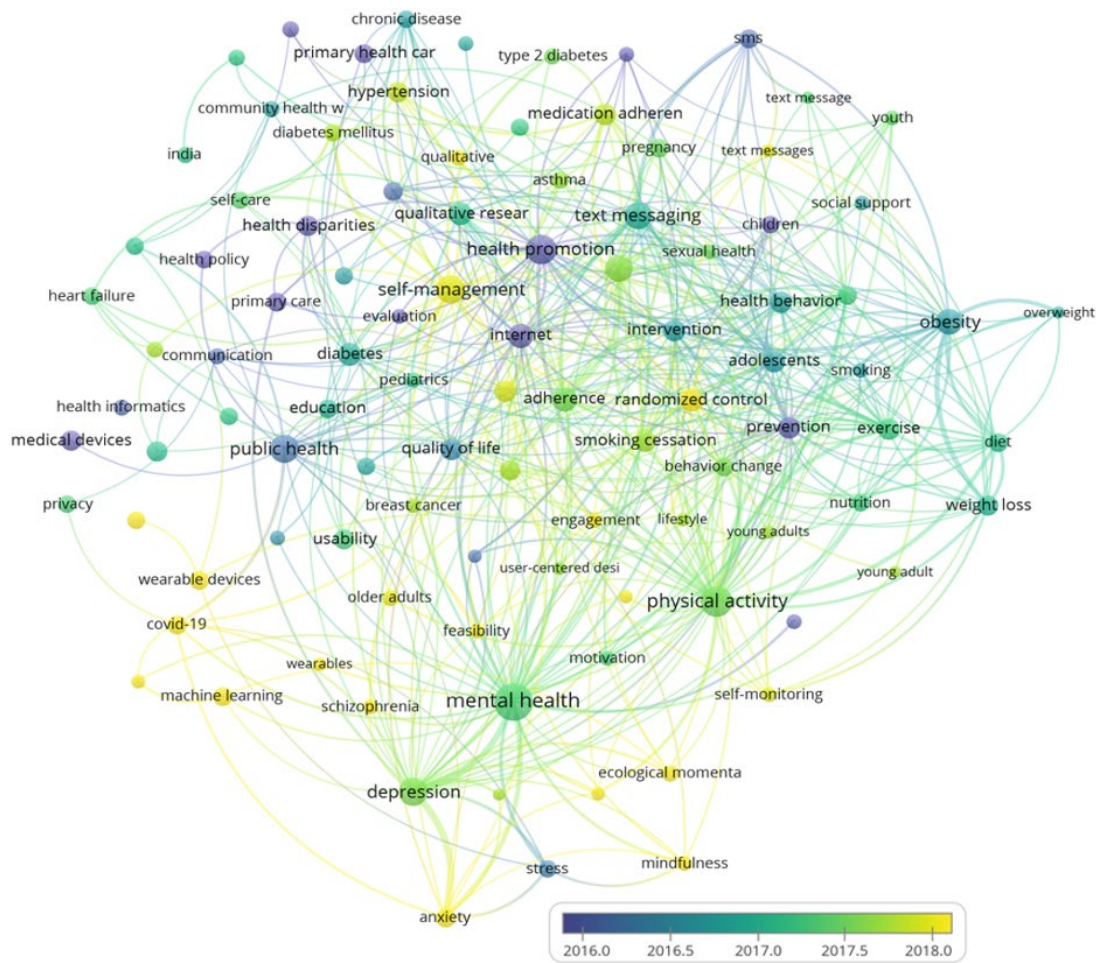 chronic disease
sms
primary health car
type 2 diabetes
hypertension
text message
community health w
medication adheren
youth
diabetes mellitus
pregnancy
text messages
india
qualitative
asthma
self-care
social support
qualitative resear
text messaging
health disparities
children
health promotion
sexual health
health policy
self-management
heart failure
primary care
health behavior
evaluation
obesity
overweight
internet
intervention
communication
diabetes
adolescents
pediatrics
smoking
health informatics
education
adherence
randomized control
medical devices
public health
quality of life
smoking cessation
prevention
exercise
diet
behavior change
privacy
breast cancer
nutrition
weight loss
engagement
lifestyle
usability
young adults
wearable devices
user-centered desi
young adult
older adults
physical activity
covid-19
feasibility
wearables
motivation
machine learning
schizophrenia
mental health
self-monitoring
ecological momenta
depression
stress
mindfulness
anxiety
2016.0
2016.5
2017.0
2017.5
2018.0